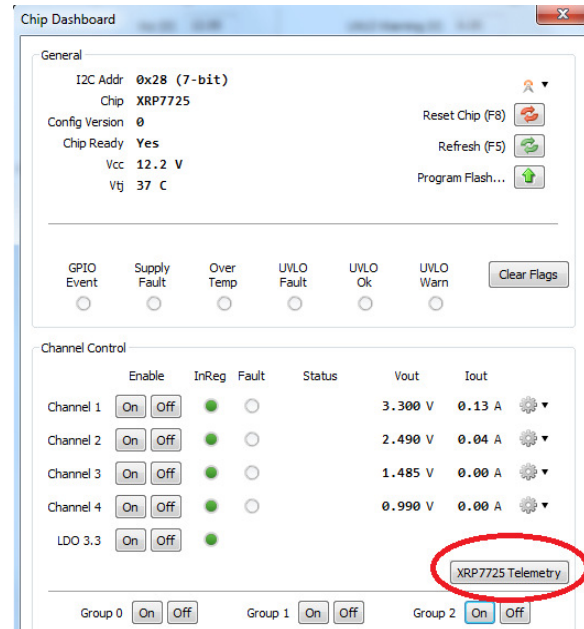 Chip Dashboard
General
I2C Addr 0x28 (7-bit)
Chip XRP7725
Config Version 0
Chip Ready Yes
Vcc 12.2 V
Vtj 37 C
Reset Chip (F8)
Refresh (F5)
Program Flash...
GPIO Event
Supply Fault
Over Temp
UVLO Fault
UVLO Ok
UVLO Warn
Clear Flags
Channel Control
Enable InReg Fault Status Vout Iout
Channel 1 On Off 3.300 V 0.13 A
Channel 2 On Off 2.490 V 0.04 A
Channel 3 On Off 1.485 V 0.00 A
Channel 4 On Off 0.990 V 0.00 A
LDO 3.3 On Off
XRP7725 Telemetry
Group 0 On Off Group 1 On Off Group 2 On Off